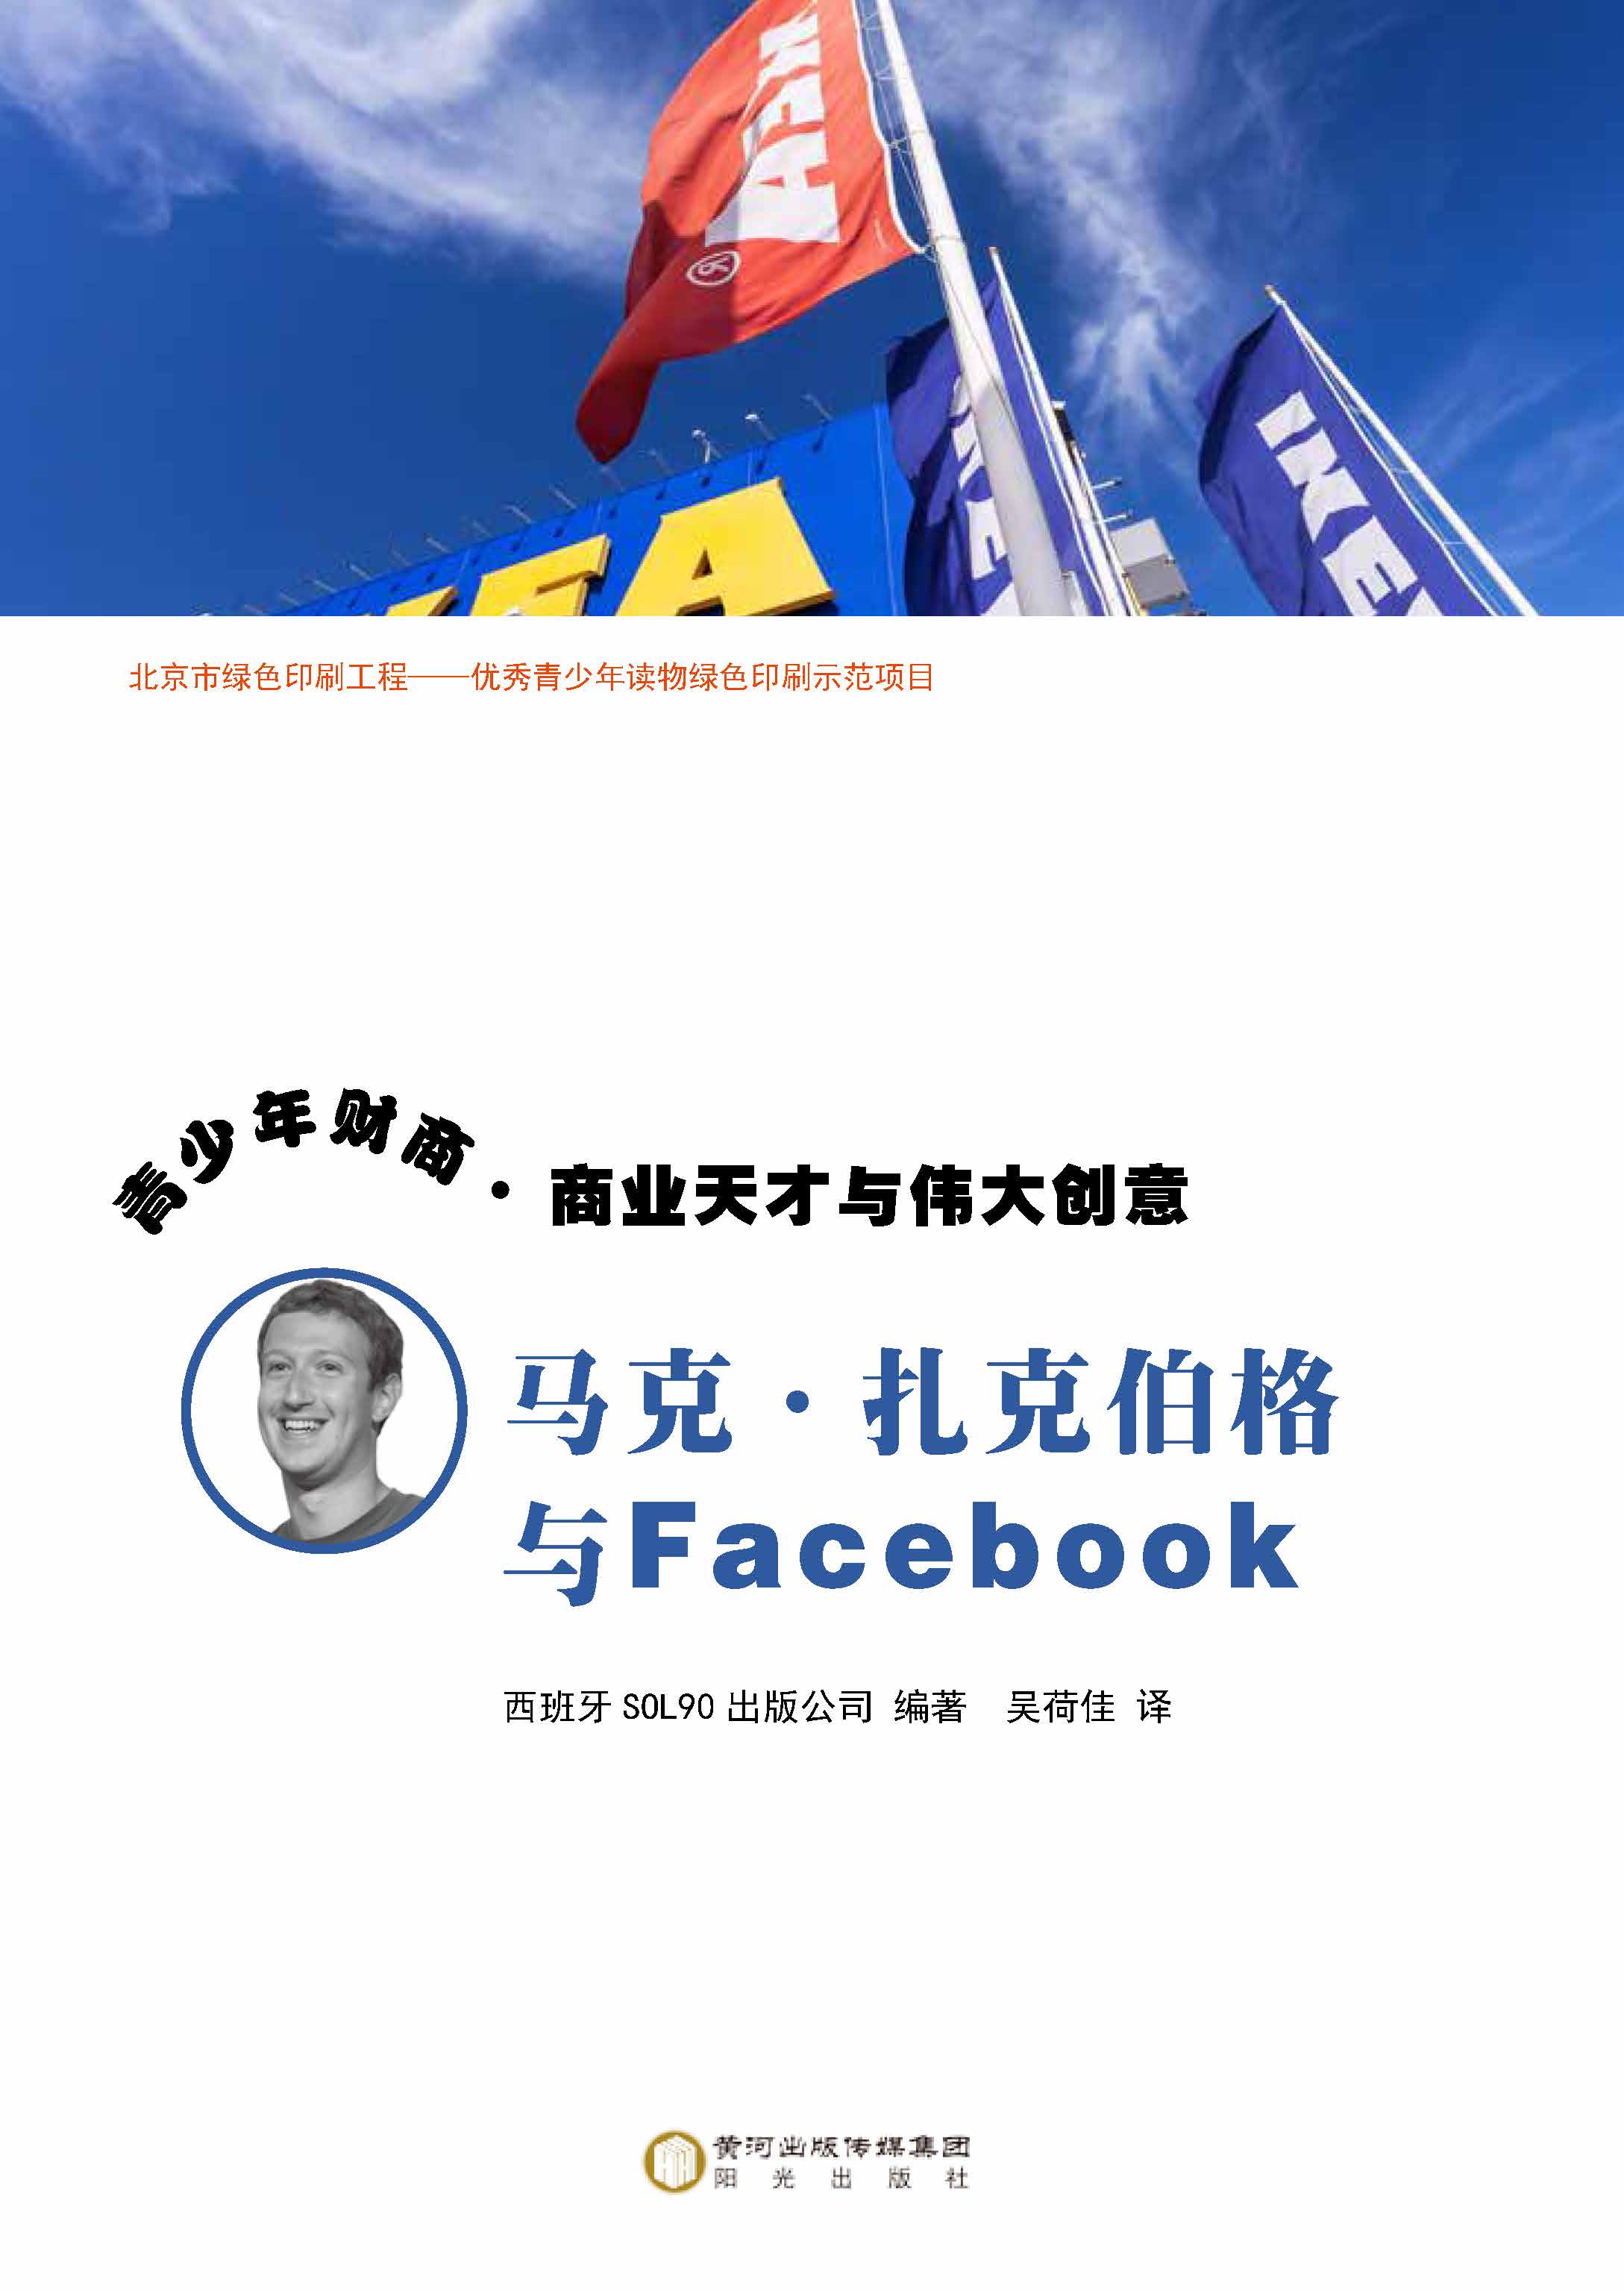 IKEA
®
IKEA
IKEA
IKEA
北京市绿色印刷工程——优秀青少年读物绿色印刷示范项目
青少年财商·商业天才与伟大创意
马克·扎克伯格
与Facebook
西班牙 SOL90 出版公司 编著 吴荷佳 译
黄河出版传媒集团
阳光出版社